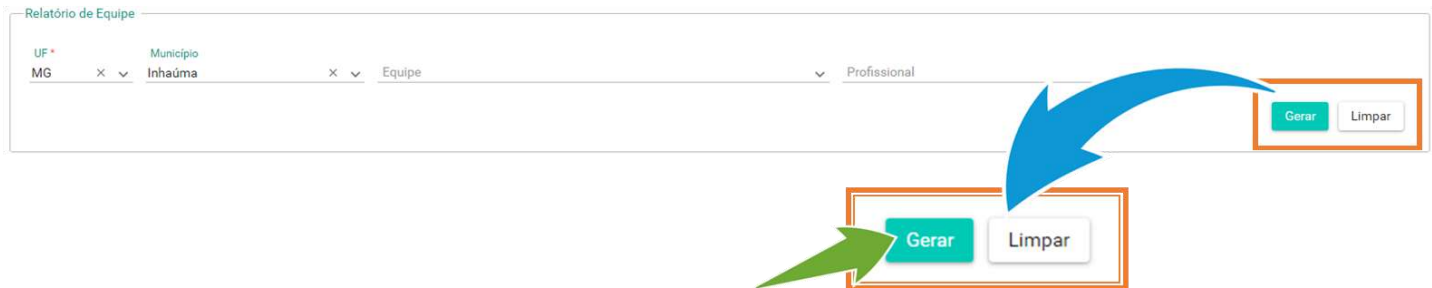 Relatório de Equipe
UF * Município
MG Inhaúma Equipe Profissional
Gerar Limpar
Gerar Limpar